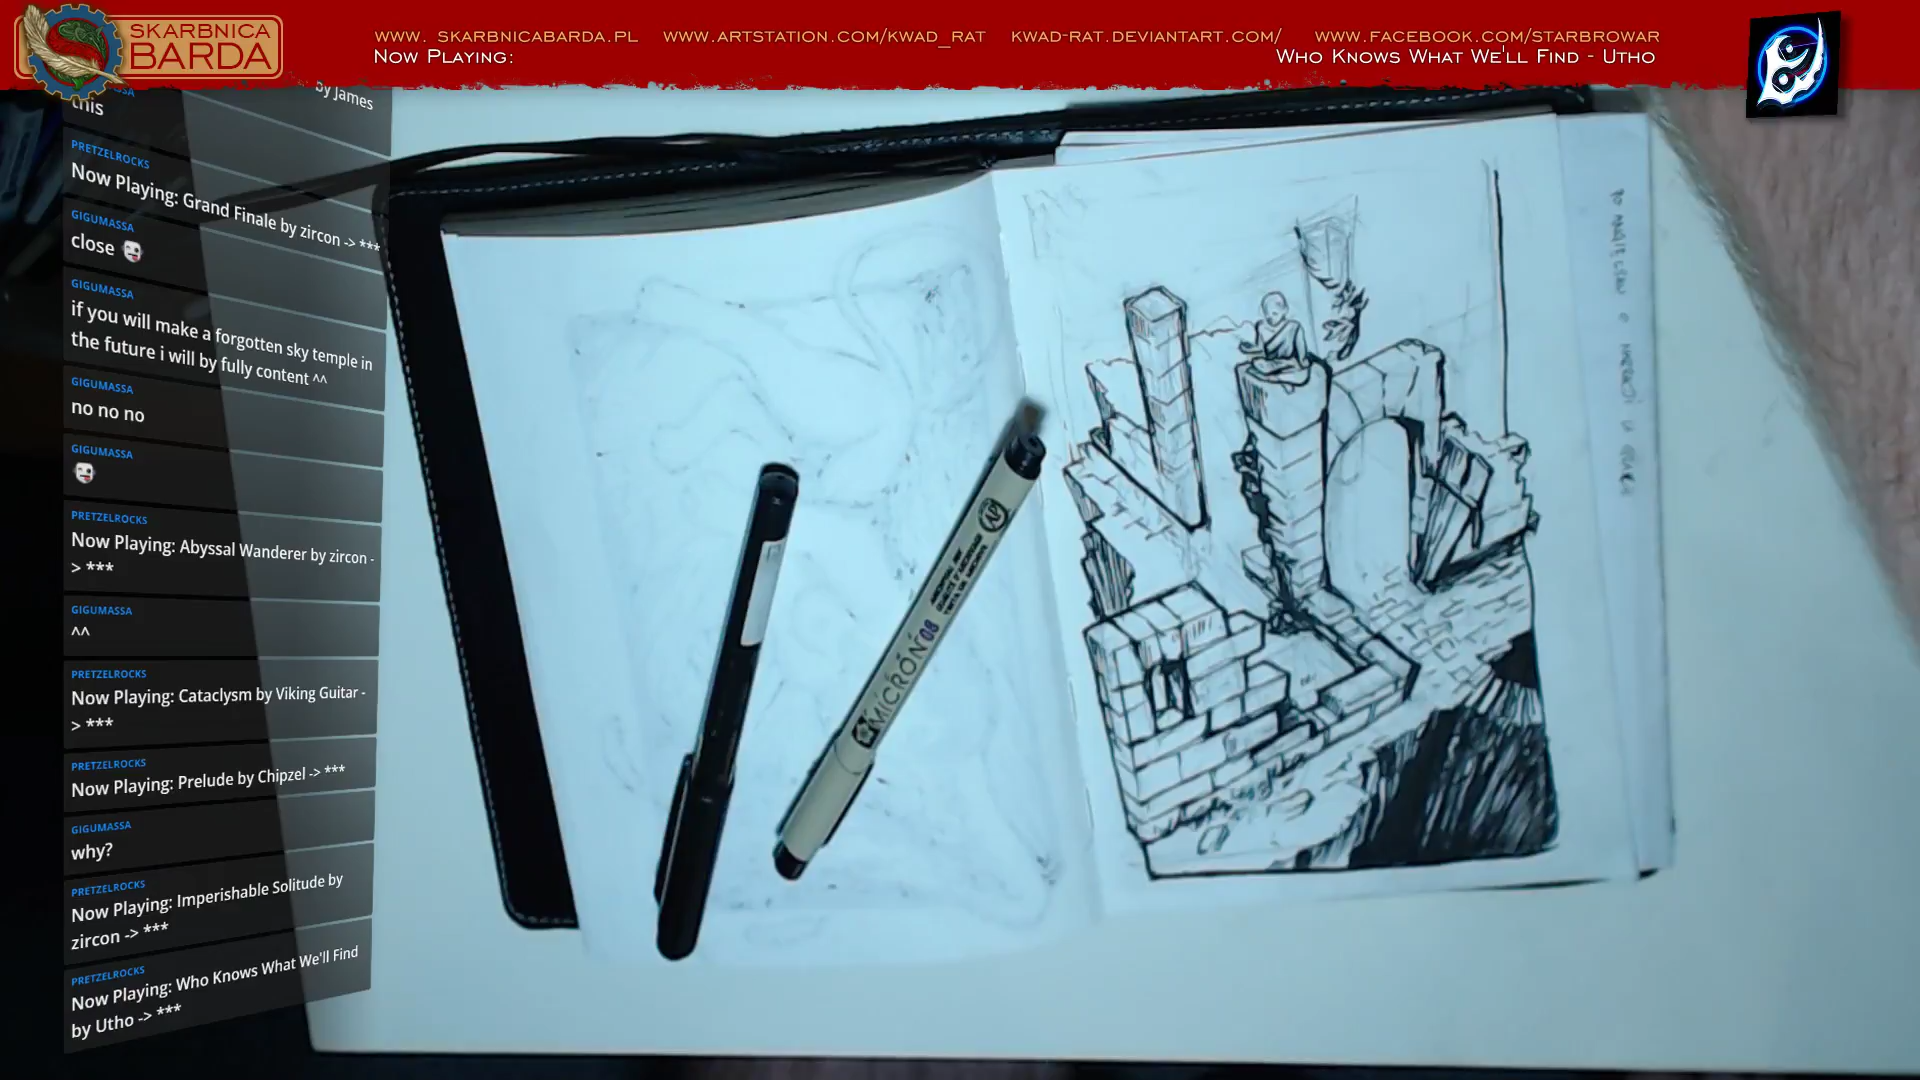 SKARBNICA
BARDA
WWW. SKARBNICABARDA.PL WWW.ARTSTATION.COM/KWAD_RAT KWAD-RAT.DEVIANTART.COM/ WWW.FACEBOOK.COM/STARBROWAR
Now Playing: Who Knows What We'll Find - Utho
by James
this
PRETZELROCKS
Now Playing: Grand Finale by zircon -> ***
GIGUMASSA
close
GIGUMASSA
if you will make a forgotten sky temple in
the future i will by fully content ^^
GIGUMASSA
no no no
GIGUMASSA
PRETZELROCKS
Now Playing: Abyssal Wanderer by zircon -
> ***
GIGUMASSA
^^
PRETZELROCKS
Now Playing: Cataclysm by Viking Guitar -
> ***
PRETZELROCKS
Now Playing: Prelude by Chipzel -> ***
GIGUMASSA
why?
PRETZELROCKS
Now Playing: Imperishable Solitude by
zircon -> ***
PRETZELROCKS
Now Playing: Who Knows What We'll Find
by Utho -> ***
MICRON 08